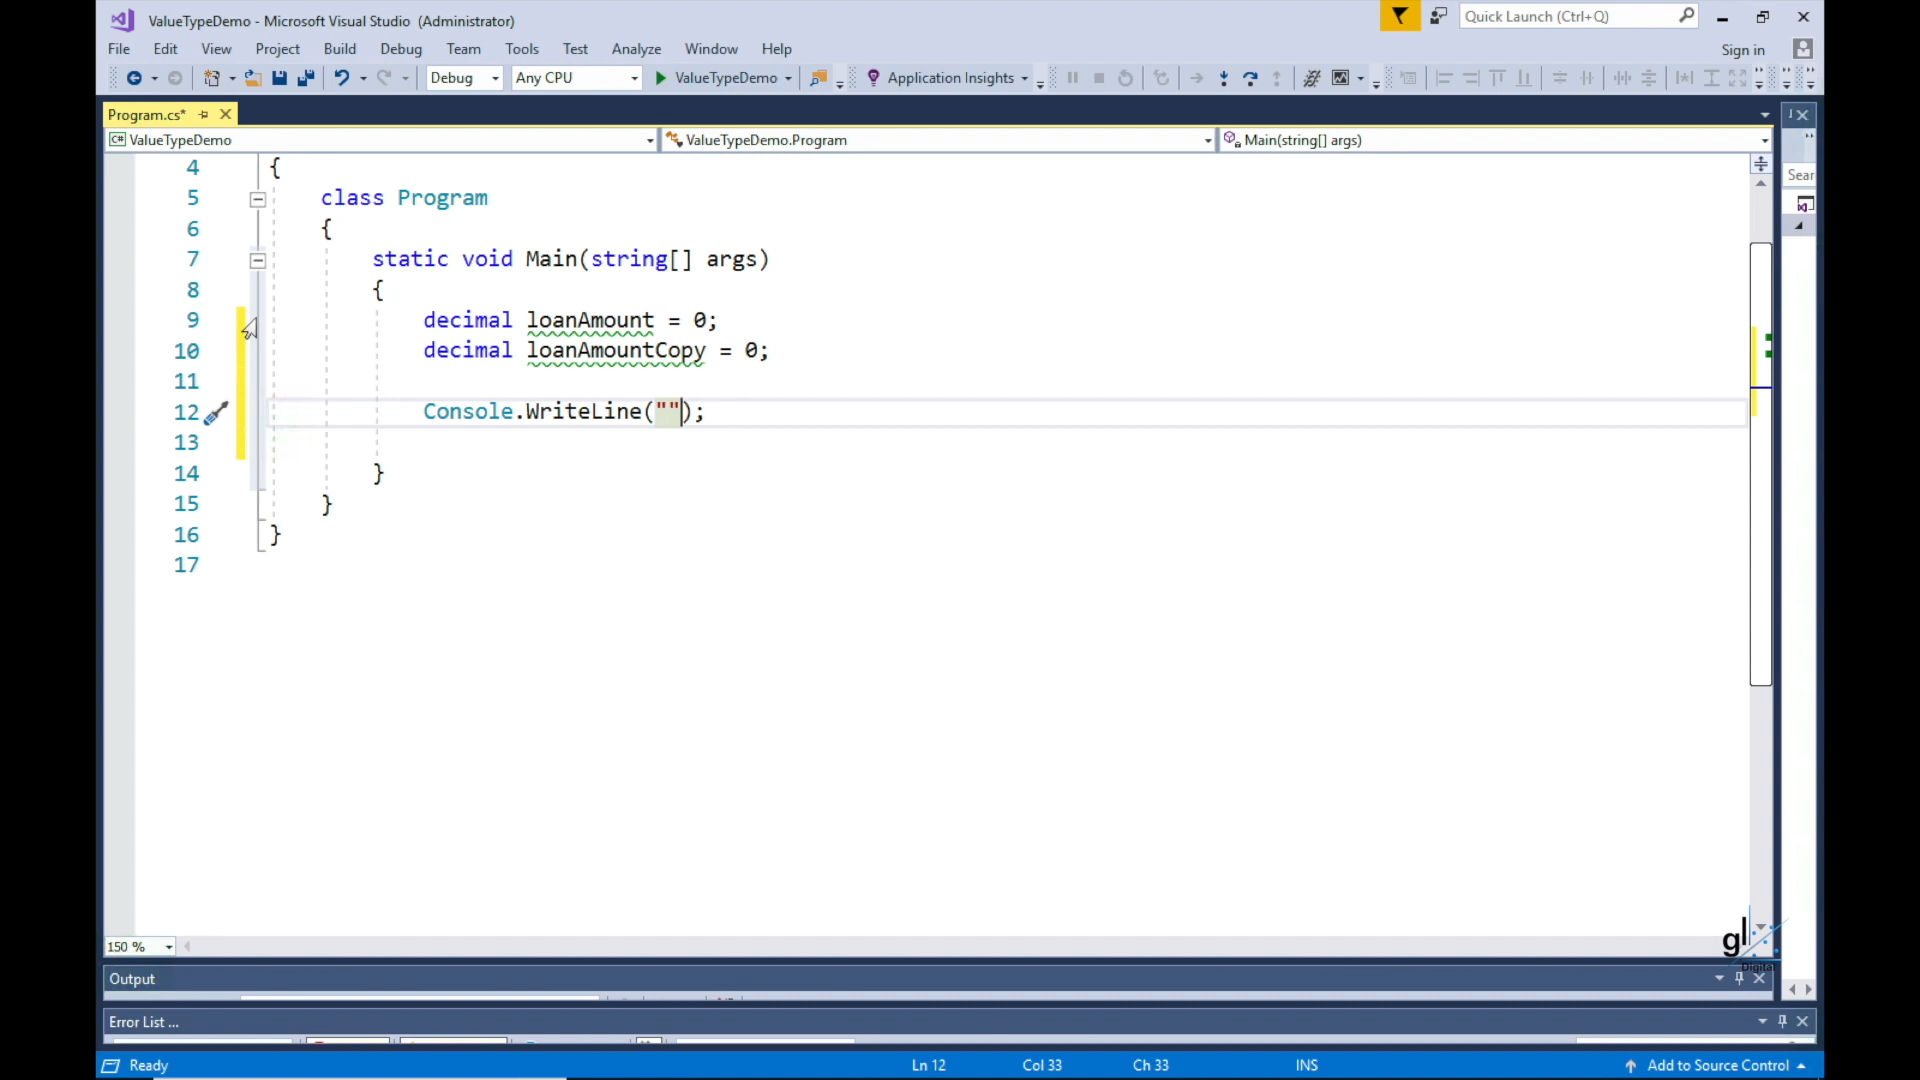 ValueTypeDemo - Microsoft Visual Studio (Administrator)
Quick Launch (Ctrl+Q)
File Edit View Project Build Debug Team Tools Test Analyze Window Help
Sign in
Debug Any CPU ValueTypeDemo Application Insights
Program.cs*
C# ValueTypeDemo ValueTypeDemo.Program Main(string[] args)
Sear
4 {
5 class Program
6 {
7 static void Main(string[] args)
8 {
9 decimal loanAmount = 0;
10 decimal loanAmountCopy = 0;
11
12 Console.WriteLine("");
13
14 }
15 }
16 }
17
gl
Digital
150 %
Output
Error List ...
Ready Ln 12 Col 33 Ch 33 INS Add to Source Control